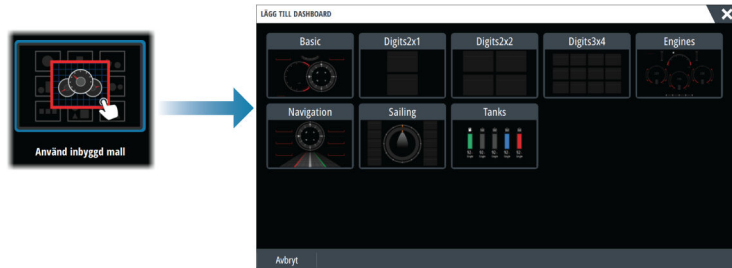 LÄGG TILL DASHBOARD
Basic
Digits2x1
Digits2x2
Digits3x4
Engines
Navigation
Sailing
Tanks
Använd inbyggd mall
Avbryt